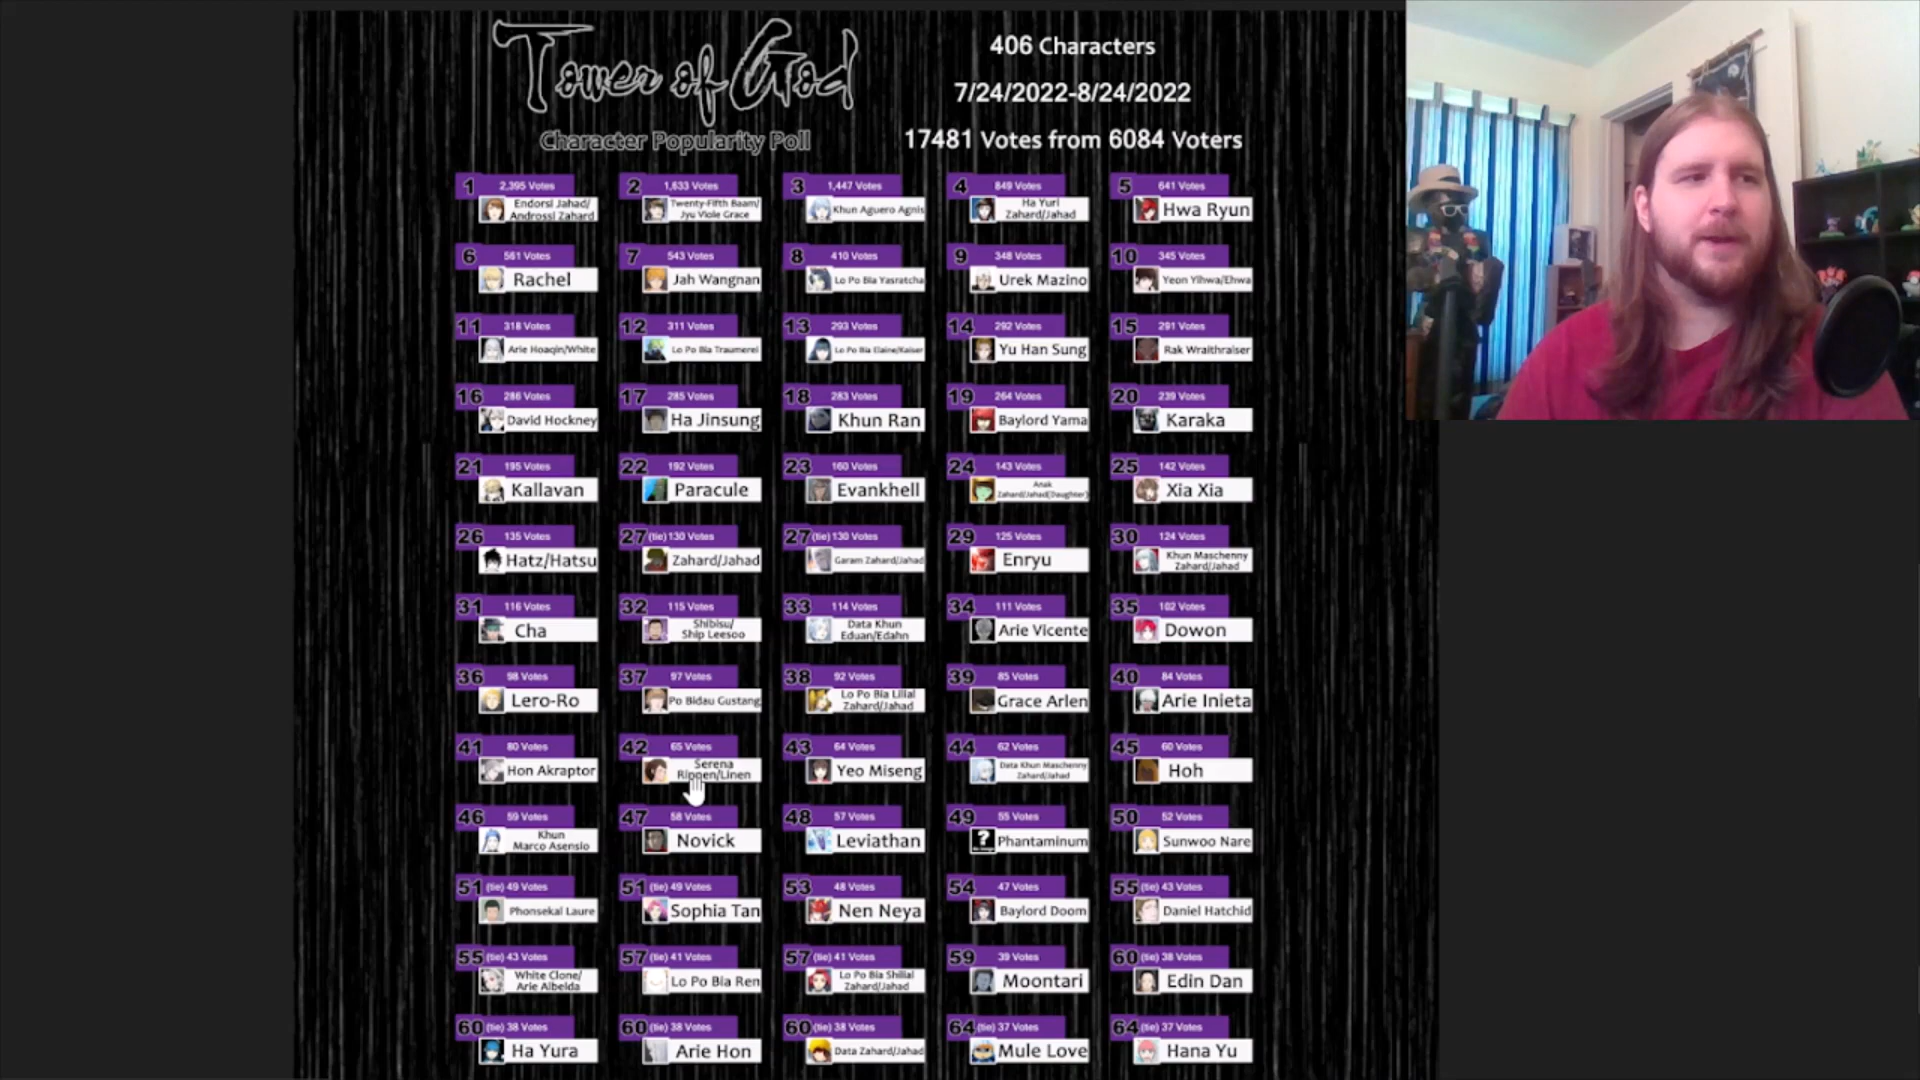 Tower of God
Character Popularity Poll
406 Characters
7/24/2022-8/24/2022
17481 Votes from 6084 Voters
1 2,395 Votes
Endorsi Jahad/
Androssi Zahard
2 1,633 Votes
Twenty-Fifth Baam/
Jyu Viole Grace
3 1,447 Votes
Khun Aguero Agnis
4 849 Votes
Ha Yuri
Zahard/Jahad
5 641 Votes
Hwa Ryun
6 561 Votes
Rachel
7 543 Votes
Jah Wangnan
8 410 Votes
Lo Po Bia Yasratcha
9 348 Votes
Urek Mazino
10 345 Votes
Yeon Yihwa/Ehwa
11 318 Votes
Arie Hoaqin/White
12 311 Votes
Lo Po Bia Traumerei
13 293 Votes
Lo Po Bia Elaine/Kaiser
14 292 Votes
Yu Han Sung
15 291 Votes
Rak Wraithraiser
16 286 Votes
David Hockney
17 285 Votes
Ha Jinsung
18 283 Votes
Khun Ran
19 264 Votes
Baylord Yama
20 239 Votes
Karaka
21 195 Votes
Kallavan
22 192 Votes
Paracule
23 160 Votes
Evankhell
24 143 Votes
Anak
Zahard/Jahad(Daughter)
25 142 Votes
Xia Xia
26 135 Votes
Hatz/Hatsu
27 (tie) 130 Votes
Zahard/Jahad
27 (tie) 130 Votes
Garam Zahard/Jahad
29 125 Votes
Enryu
30 124 Votes
Khun Maschenny
Zahard/Jahad
31 116 Votes
Cha
32 115 Votes
Shibisu/
Ship Leesoo
33 114 Votes
Data Khun
Eduan/Edahn
34 111 Votes
Arie Vicente
35 102 Votes
Dowon
36 98 Votes
Lero-Ro
37 97 Votes
Po Bidau Gustang
38 92 Votes
Lo Po Bia Lilial
Zahard/Jahad
39 85 Votes
Grace Arlen
40 84 Votes
Arie Inieta
41 80 Votes
Hon Akraptor
42 65 Votes
Serena
Rippen/Linen
43 64 Votes
Yeo Miseng
44 62 Votes
Data Khun Maschenny
Zahard/Jahad
45 60 Votes
Hoh
46 59 Votes
Khun
Marco Asensio
47 58 Votes
Novick
48 57 Votes
Leviathan
49 55 Votes
?
Phantaminum
50 52 Votes
Sunwoo Nare
51 (tie) 49 Votes
Phonsekal Laure
51 (tie) 49 Votes
Sophia Tan
53 48 Votes
Nen Neya
54 47 Votes
Baylord Doom
55 (tie) 43 Votes
Daniel Hatchid
55 (tie) 43 Votes
White Clone/
Arie Albelda
57 (tie) 41 Votes
Lo Po Bia Ren
57 (tie) 41 Votes
Lo Po Bia Shilial
Zahard/Jahad
59 39 Votes
Moontari
60 (tie) 38 Votes
Edin Dan
60 (tie) 38 Votes
Ha Yura
60 (tie) 38 Votes
Arie Hon
60 (tie) 38 Votes
Data Zahard/Jahad
64 (tie) 37 Votes
Mule Love
64 (tie) 37 Votes
Hana Yu